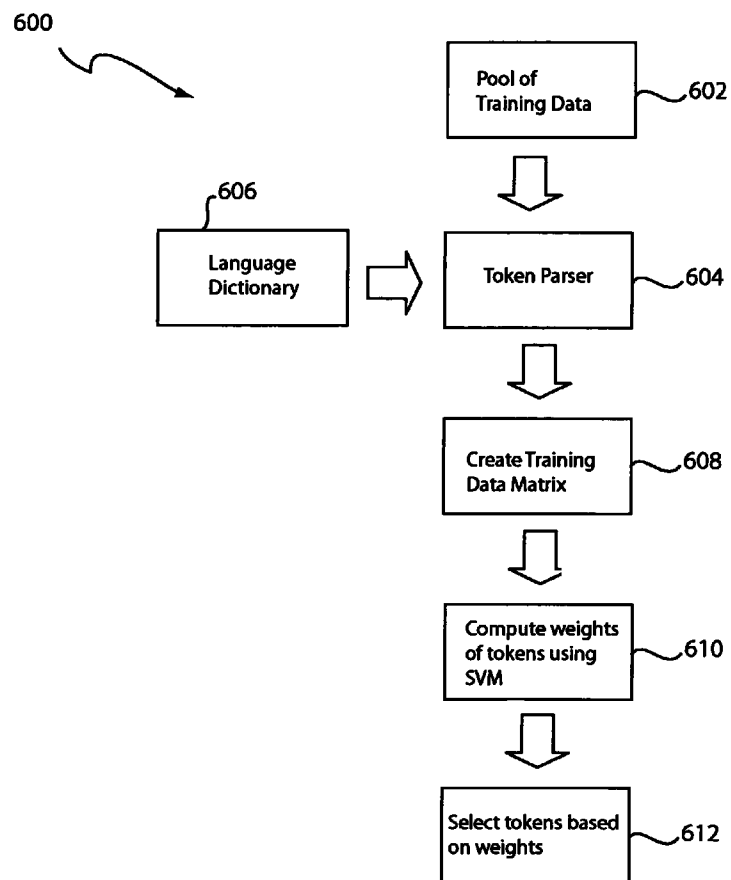 600
Pool of
Training Data
602
606
Language
Dictionary
Token Parser
604
Create Training
Data Matrix
608
Compute weights
of tokens using
SVM
610
Select tokens based
on weights
612